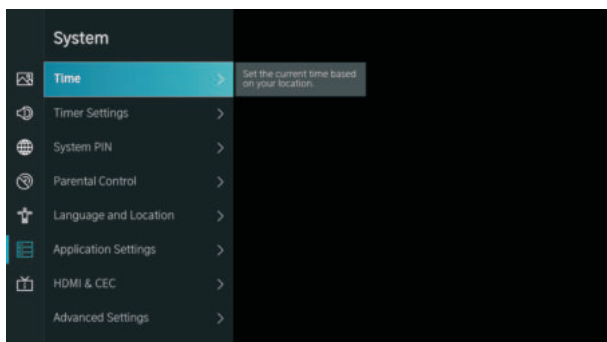 System
Time
Set the current time based
on your location.
Timer Settings
System PIN
Parental Control
Language and Location
Application Settings
HDMI & CEC
Advanced Settings